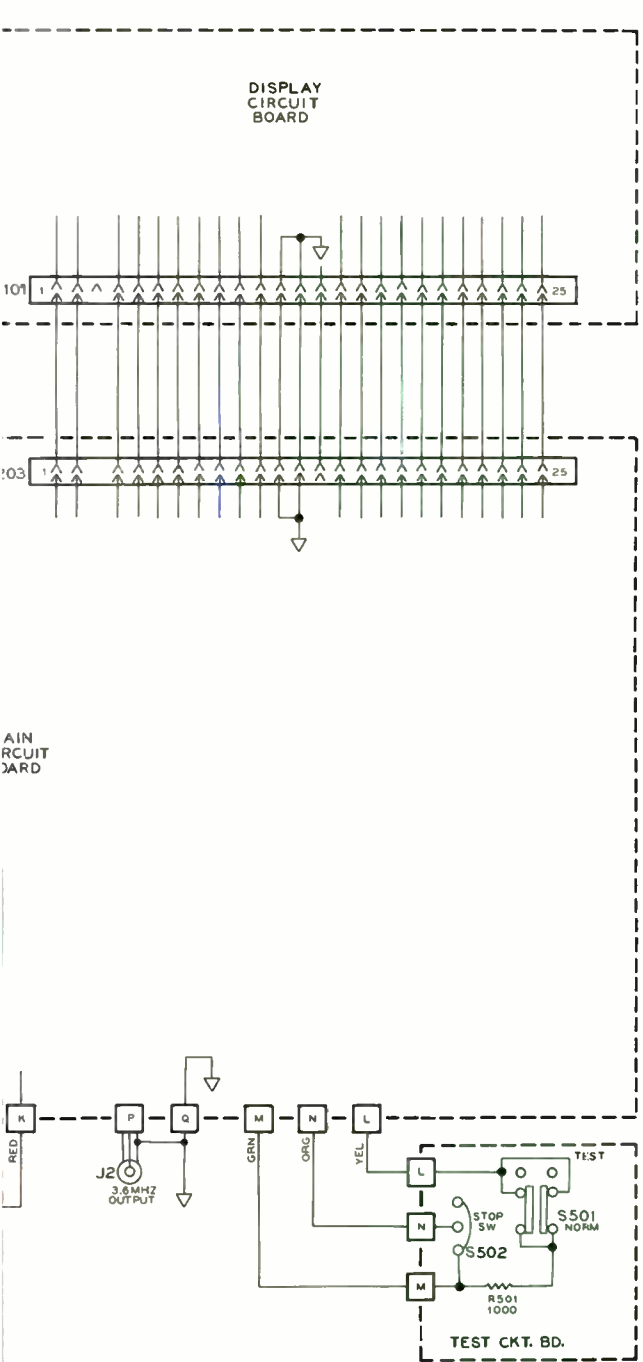 DISPLAY
CIRCUIT
BOARD
101 1 25
203 1 25
AIN
RCUIT
OARD
K P Q M N L
RED
GRN
ORG
YEL
J2
3.6MHZ
OUTPUT
L
TEST
N
STOP
SW
S501
NORM
S502
M
R501
1000
TEST CKT. BD.